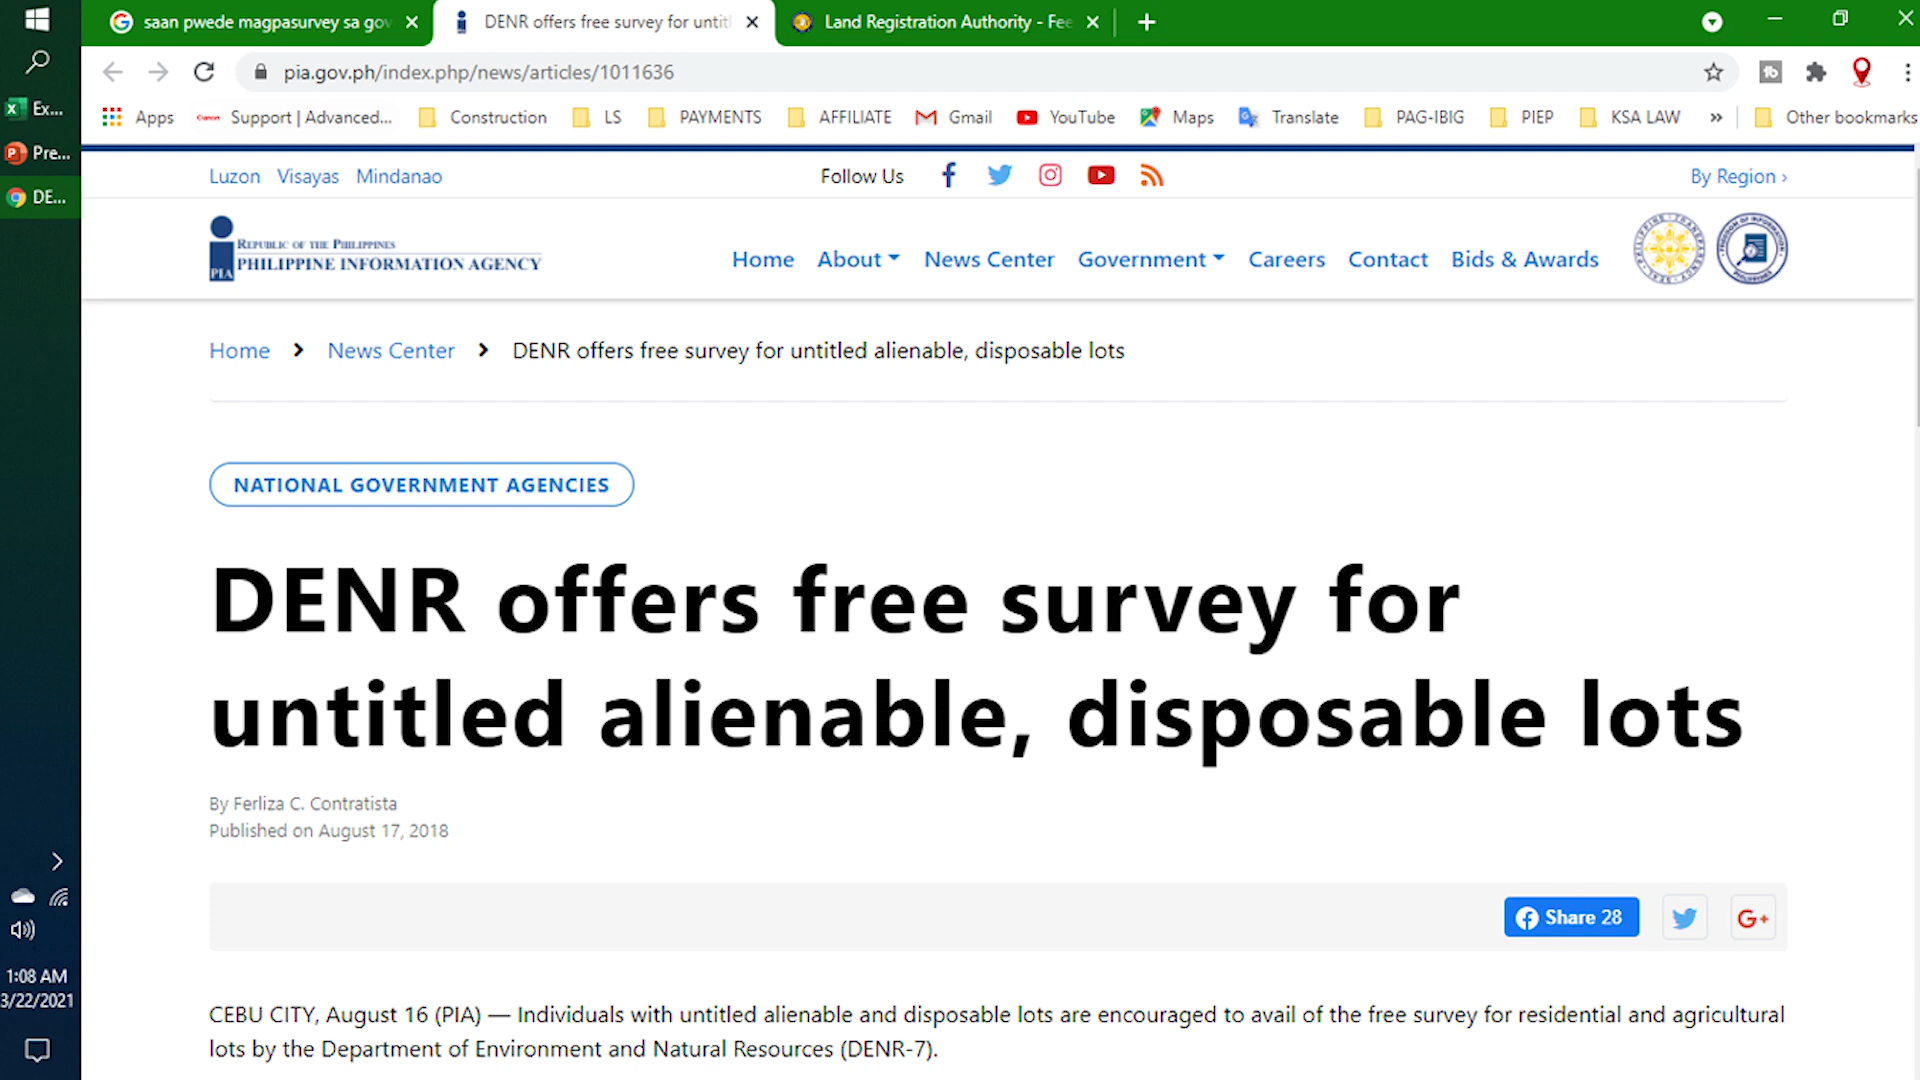 saan pwede magpasurvey sa gov
DENR offers free survey for untitl
Land Registration Authority - Fee
pia.gov.ph/index.php/news/articles/1011636
Apps
Support | Advanced...
Construction
LS
PAYMENTS
AFFILIATE
Gmail
YouTube
Maps
Translate
PAG-IBIG
PIEP
KSA LAW
»
Other bookmarks
Ex...
Pre...
DE...
Luzon Visayas Mindanao
Follow Us
By Region ›
PIA
REPUBLIC OF THE PHILIPPINES
PHILIPPINE INFORMATION AGENCY
Home About News Center Government Careers Contact Bids & Awards
Home > News Center > DENR offers free survey for untitled alienable, disposable lots
NATIONAL GOVERNMENT AGENCIES
DENR offers free survey for
untitled alienable, disposable lots
By Ferliza C. Contratista
Published on August 17, 2018
Share 28
G+
CEBU CITY, August 16 (PIA) — Individuals with untitled alienable and disposable lots are encouraged to avail of the free survey for residential and agricultural
lots by the Department of Environment and Natural Resources (DENR-7).
1:08 AM
3/22/2021